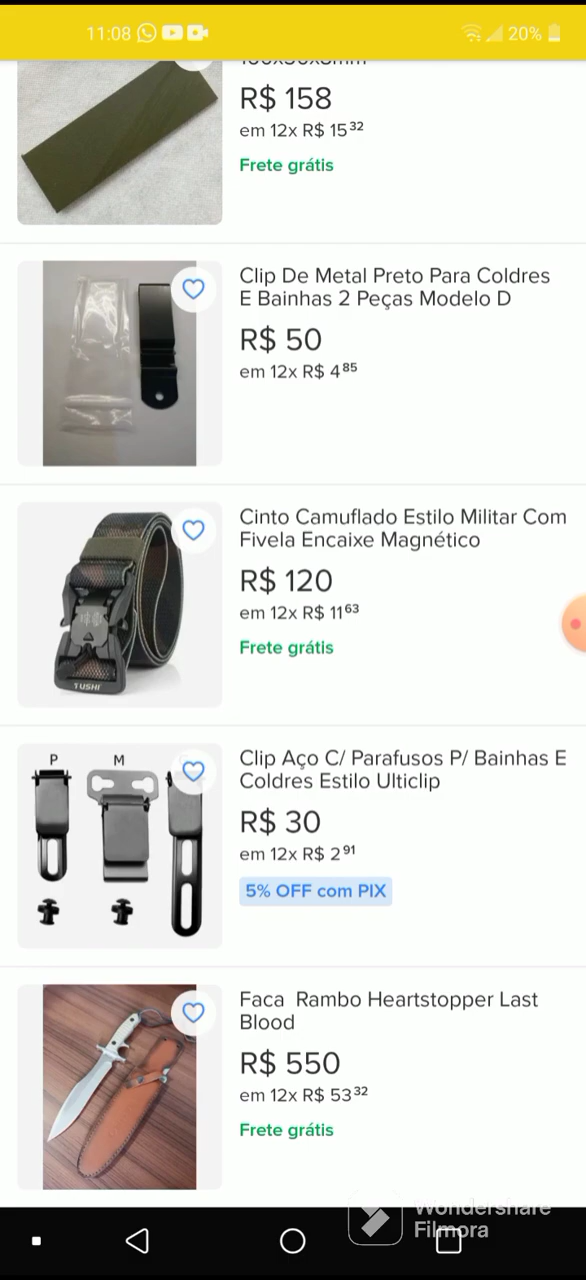 11:08
20%
R$ 158
em 12x R$ 15³²
Frete grátis
Clip De Metal Preto Para Coldres
E Bainhas 2 Peças Modelo D
R$ 50
em 12x R$ 4⁸⁵
Cinto Camuflado Estilo Militar Com
Fivela Encaixe Magnético
R$ 120
em 12x R$ 11⁶³
Frete grátis
TUSHI
P M
Clip Aço C/ Parafusos P/ Bainhas E
Coldres Estilo Ulticlip
R$ 30
em 12x R$ 2⁹¹
5% OFF com PIX
Faca Rambo Heartstopper Last
Blood
R$ 550
em 12x R$ 53³²
Frete grátis
Wondershare
Filmora